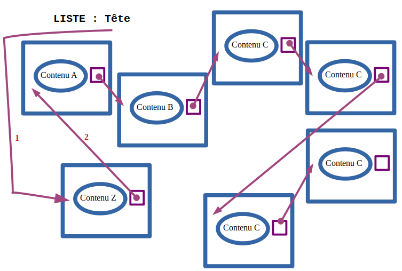 LISTE : Tête
Contenu A
Contenu B
Contenu C
Contenu C
1
2
Contenu Z
Contenu C
Contenu C